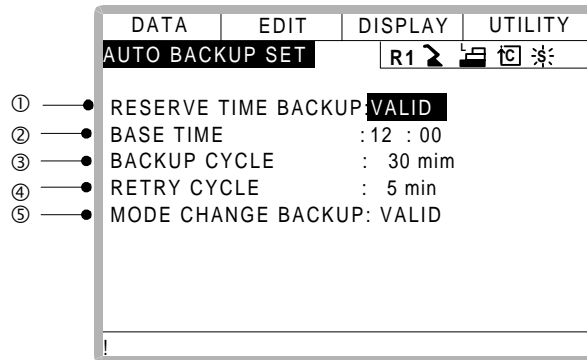 DATA EDIT DISPLAY UTILITY
AUTO BACKUP SET R1 L C S
① RESERVE TIME BACKUP:VALID
② BASE TIME :12 : 00
③ BACKUP CYCLE : 30 mim
④ RETRY CYCLE : 5 min
⑤ MODE CHANGE BACKUP: VALID
!